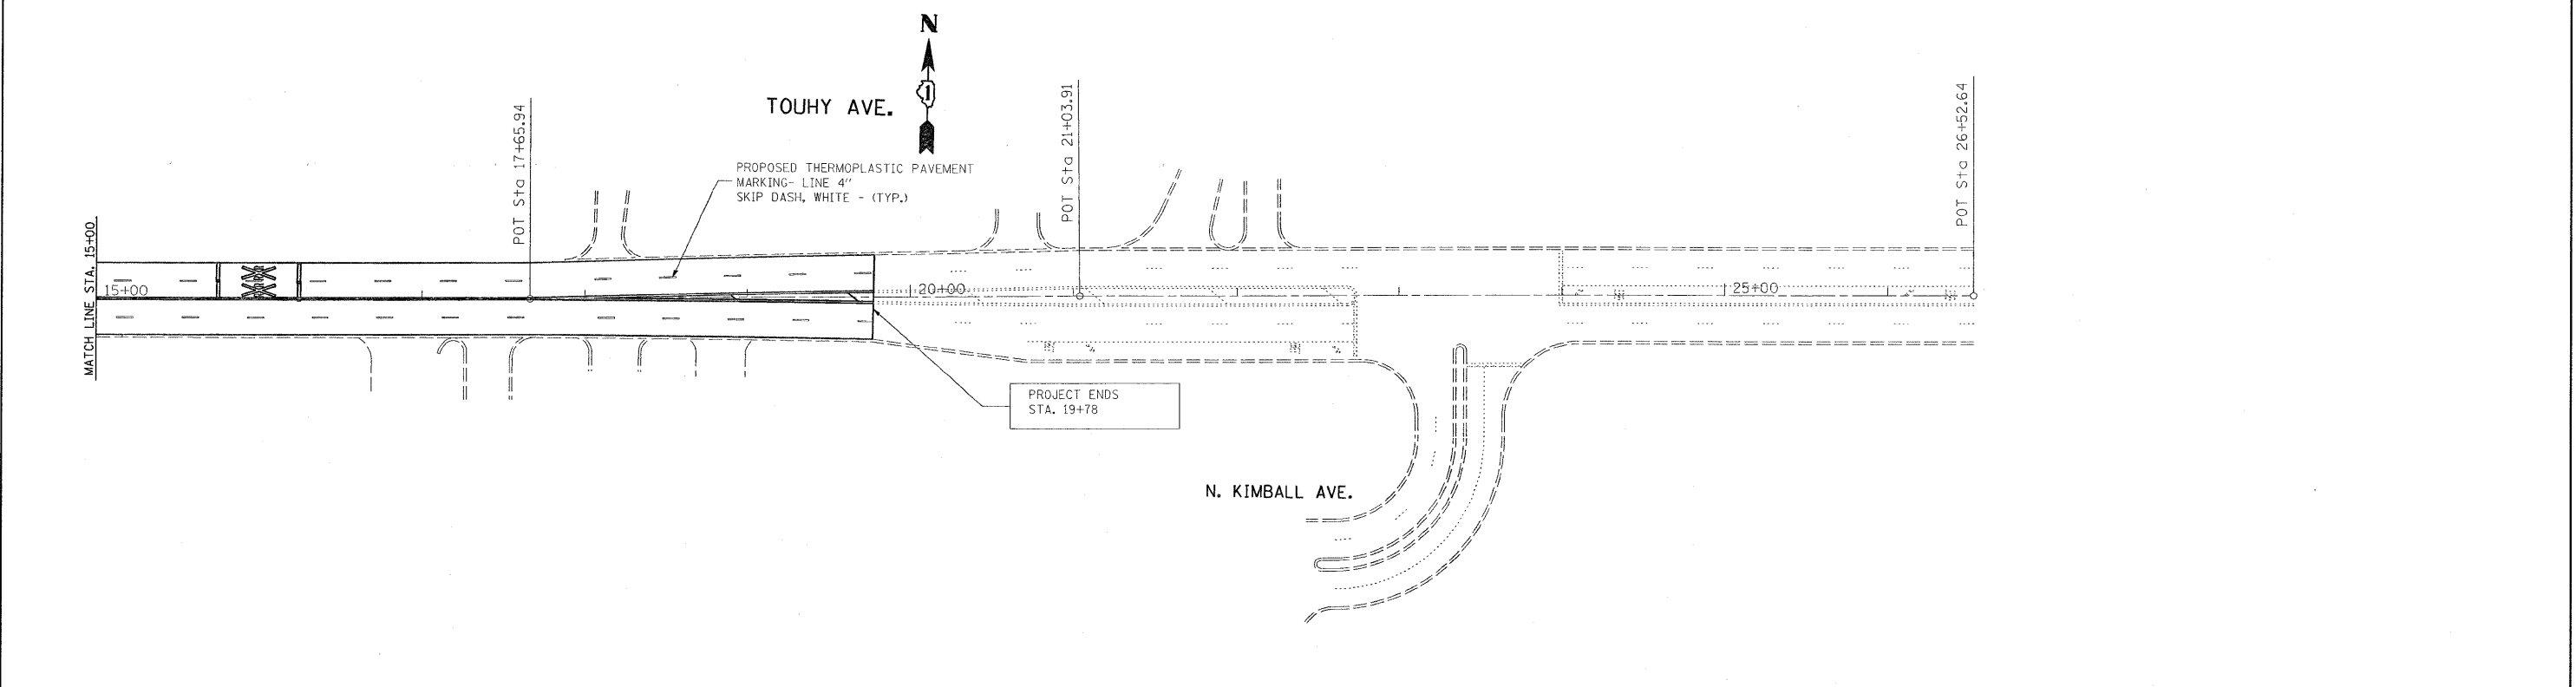 N
1
TOUHY AVE.
PROPOSED THERMOPLASTIC PAVEMENT
MARKING- LINE 4"
SKIP DASH, WHITE - (TYP.)
POT Sta 17+65.94
POT Sta 21+03.91
POT Sta 26+52.64
MATCH LINE STA. 15+00
15+00
20+00
25+00
PROJECT ENDS
STA. 19+78
N. KIMBALL AVE.